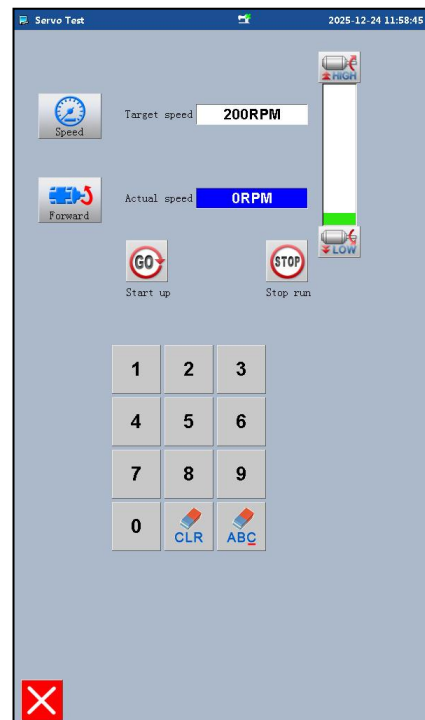 Servo Test 2025-12-24 11:58:45
HIGH
Speed Target speed 200RPM
Forward Actual speed 0RPM
LOW
GO STOP
Start up Stop run
1 2 3
4 5 6
7 8 9
0 CLR ABC